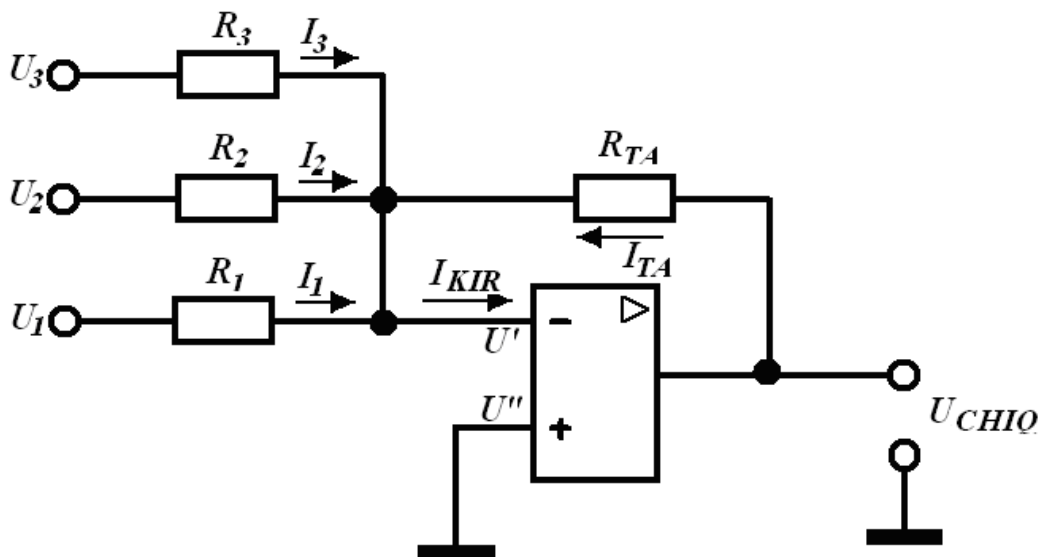 R3 I3
U3
R2 I2 RTA
U2
ITA
R1 I1 IKIR
U1
U' -
U" +
UCHIQ